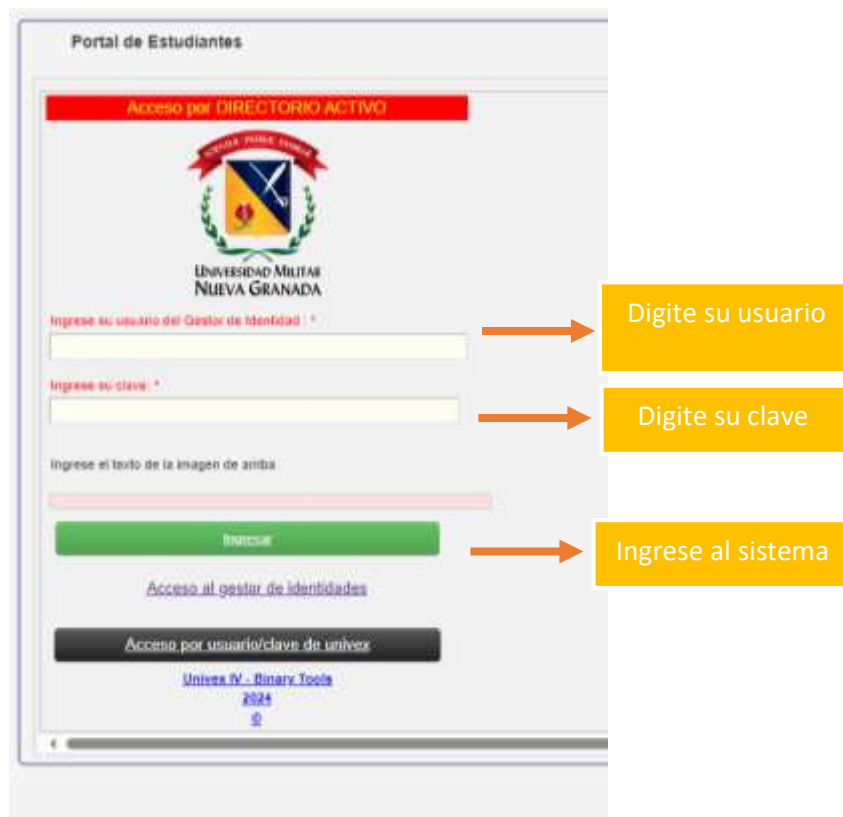 Portal de Estudiantes
Acceso por DIRECTORIO ACTIVO
UNIVERSIDAD MILITAR
NUEVA GRANADA
Ingrese su usuario del Gestor de Identidad : *
Digite su usuario
Ingrese su clave: *
Digite su clave
Ingrese el texto de la imagen de arriba
Ingresar
Ingrese al sistema
Acceso al gestor de identidades
Acceso por usuario/clave de univex
Univex IV - Binary Tools
2024
©